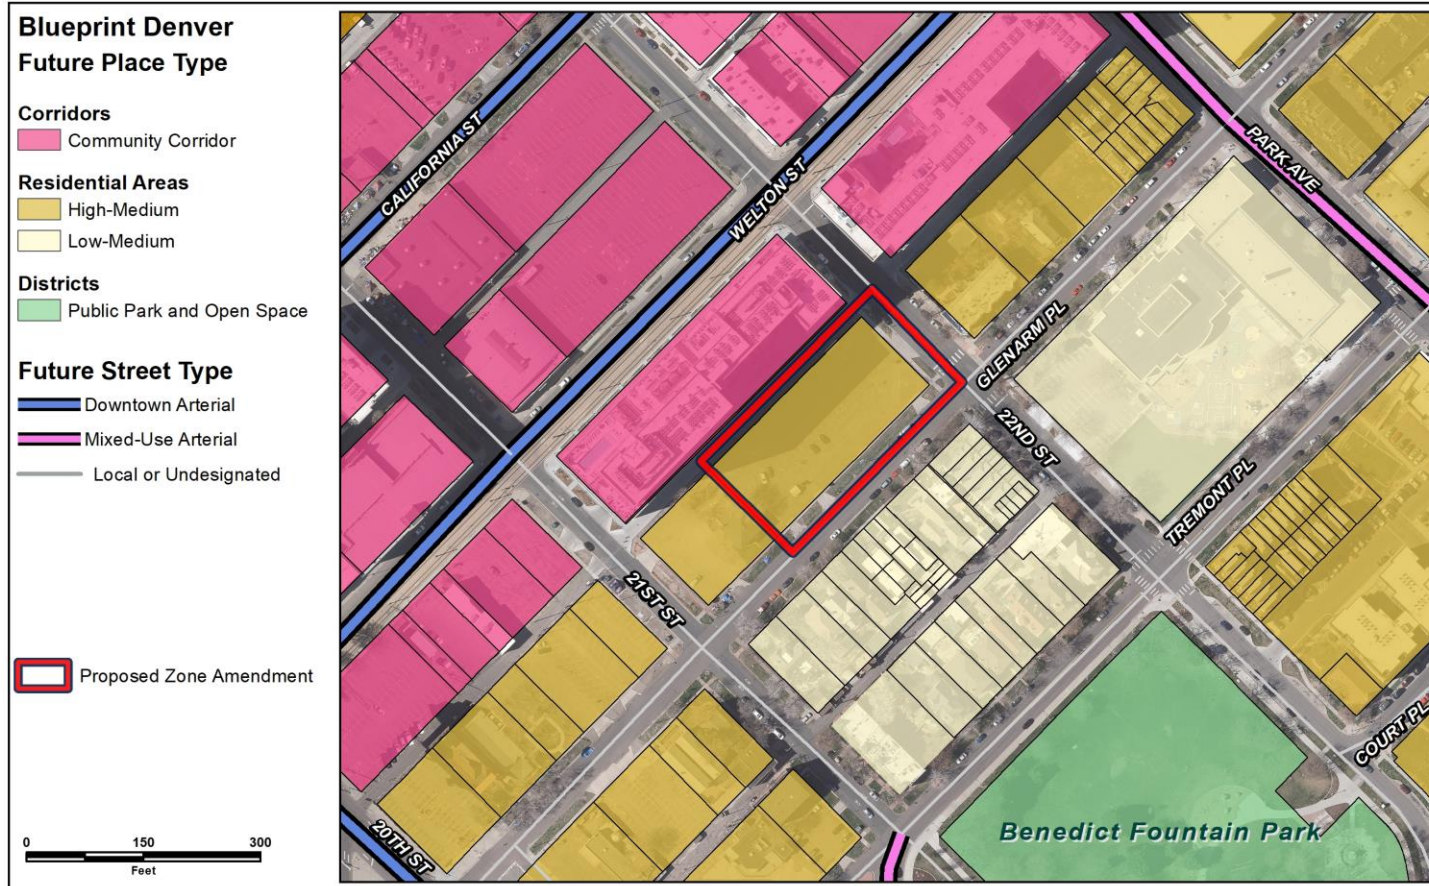 Blueprint Denver
Future Place Type
Corridors
Community Corridor
Residential Areas
High-Medium
Low-Medium
Districts
Public Park and Open Space
Future Street Type
Downtown Arterial
Mixed-Use Arterial
Local or Undesignated
Proposed Zone Amendment
0 150 300
Feet
CALIFORNIA ST
WELTON ST
PARK AVE
GLENARM PL
22ND ST
TREMONT PL
21ST ST
COURT PL
20TH ST
Benedict Fountain Park